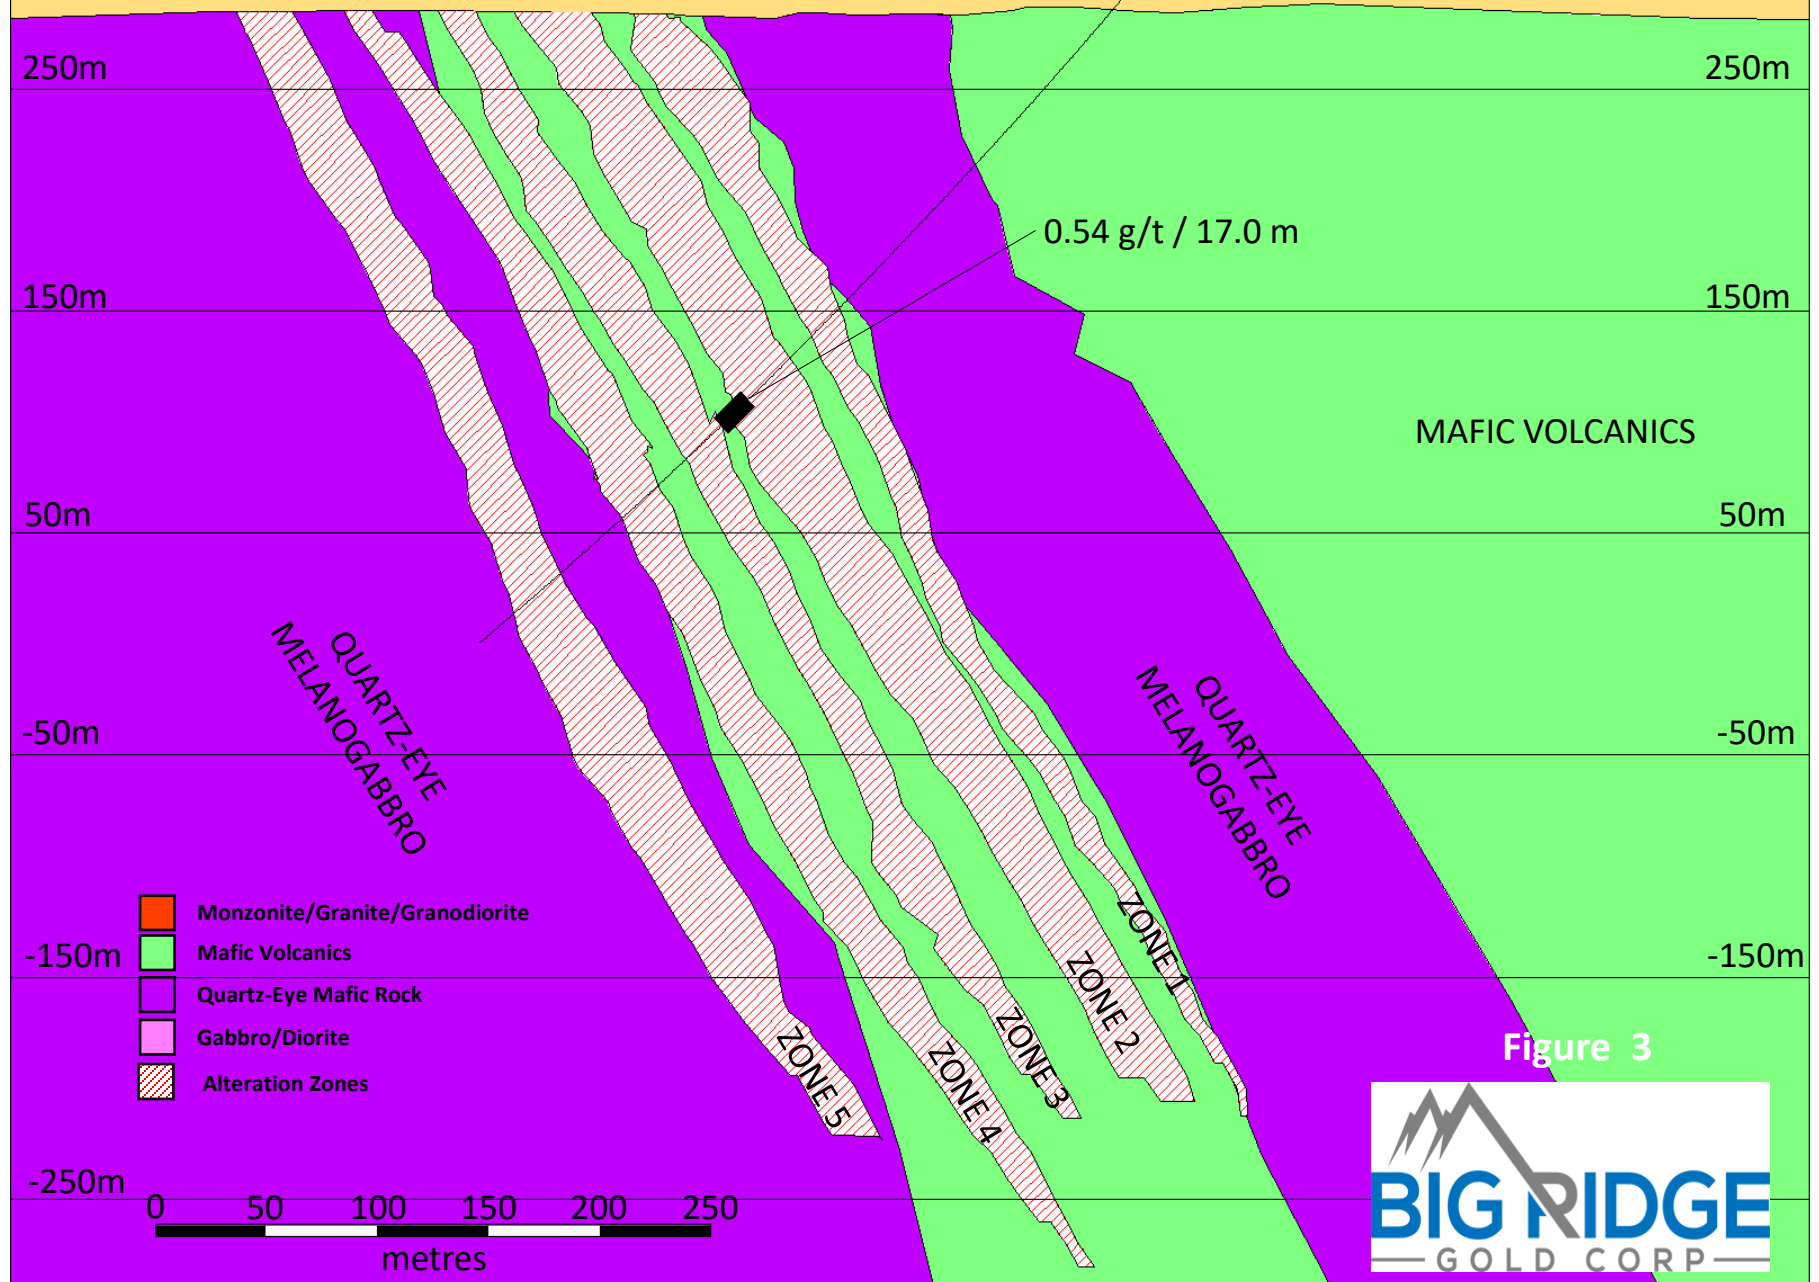 250m
250m
0.54 g/t / 17.0 m
150m
150m
MAFIC VOLCANICS
50m
50m
QUARTZ-EYE
MELANOGABBRO
QUARTZ-EYE
MELANOGABBRO
-50m
-50m
Monzonite/Granite/Granodiorite
Mafic Volcanics
Quartz-Eye Mafic Rock
Gabbro/Diorite
Alteration Zones
-150m
-150m
ZONE 1
ZONE 2
ZONE 3
ZONE 4
ZONE 5
-250m
0 50 100 150 200 250
metres
Figure 3
BIG RIDGE
GOLD CORP